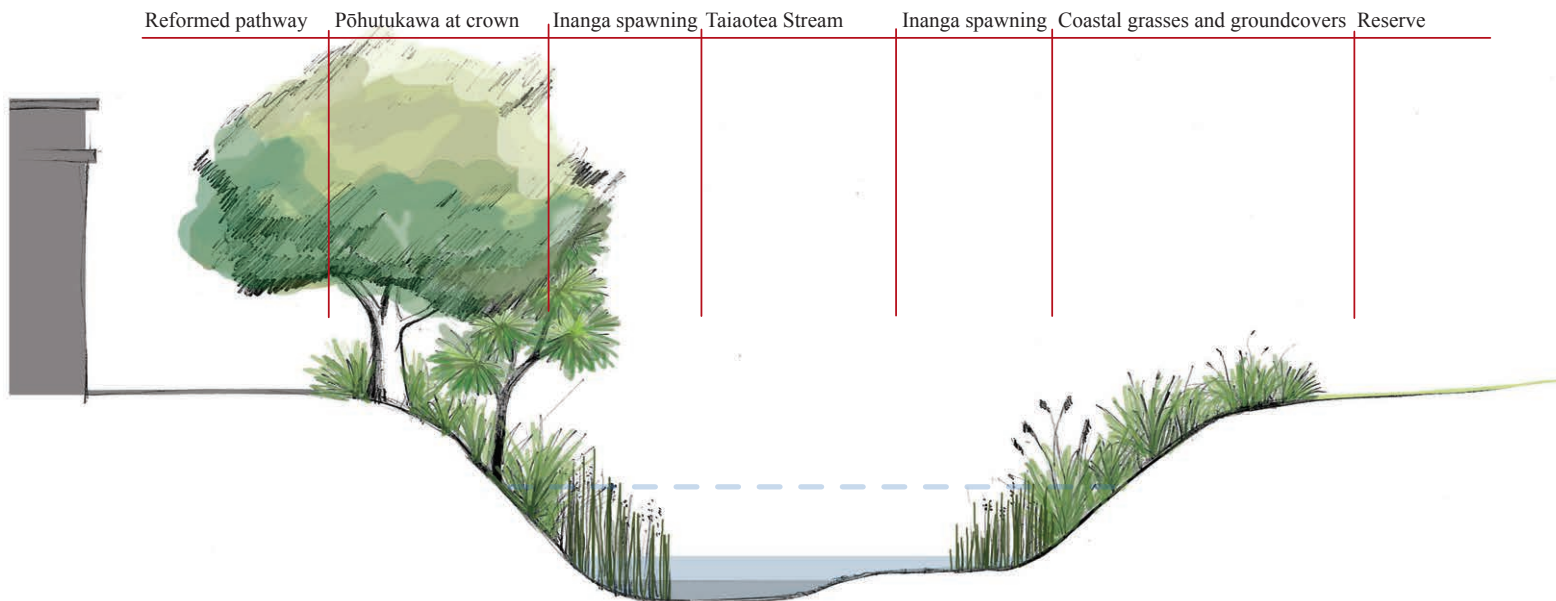 Reformed pathway Pōhutukawa at crown Inanga spawning Taiaotea Stream Inanga spawning Coastal grasses and groundcovers Reserve